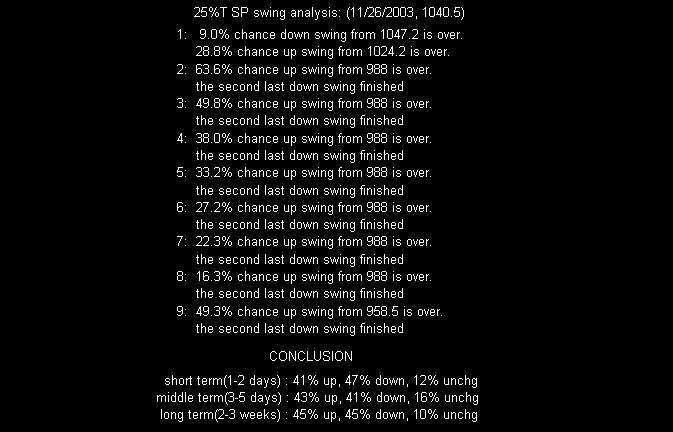 25%T SP swing analysis: (11/26/2003, 1040.5)
1: 9.0% chance down swing from 1047.2 is over.
28.8% chance up swing from 1024.2 is over.
2: 63.6% chance up swing from 988 is over.
the second last down swing finished
3: 49.8% chance up swing from 988 is over.
the second last down swing finished
4: 38.0% chance up swing from 988 is over.
the second last down swing finished
5: 33.2% chance up swing from 988 is over.
the second last down swing finished
6: 27.2% chance up swing from 988 is over.
the second last down swing finished
7: 22.3% chance up swing from 988 is over.
the second last down swing finished
8: 16.3% chance up swing from 988 is over.
the second last down swing finished
9: 49.3% chance up swing from 958.5 is over.
the second last down swing finished
CONCLUSION
short term(1-2 days) : 41% up, 47% down, 12% unchg
middle term(3-5 days) : 43% up, 41% down, 16% unchg
long term(2-3 weeks) : 45% up, 45% down, 10% unchg